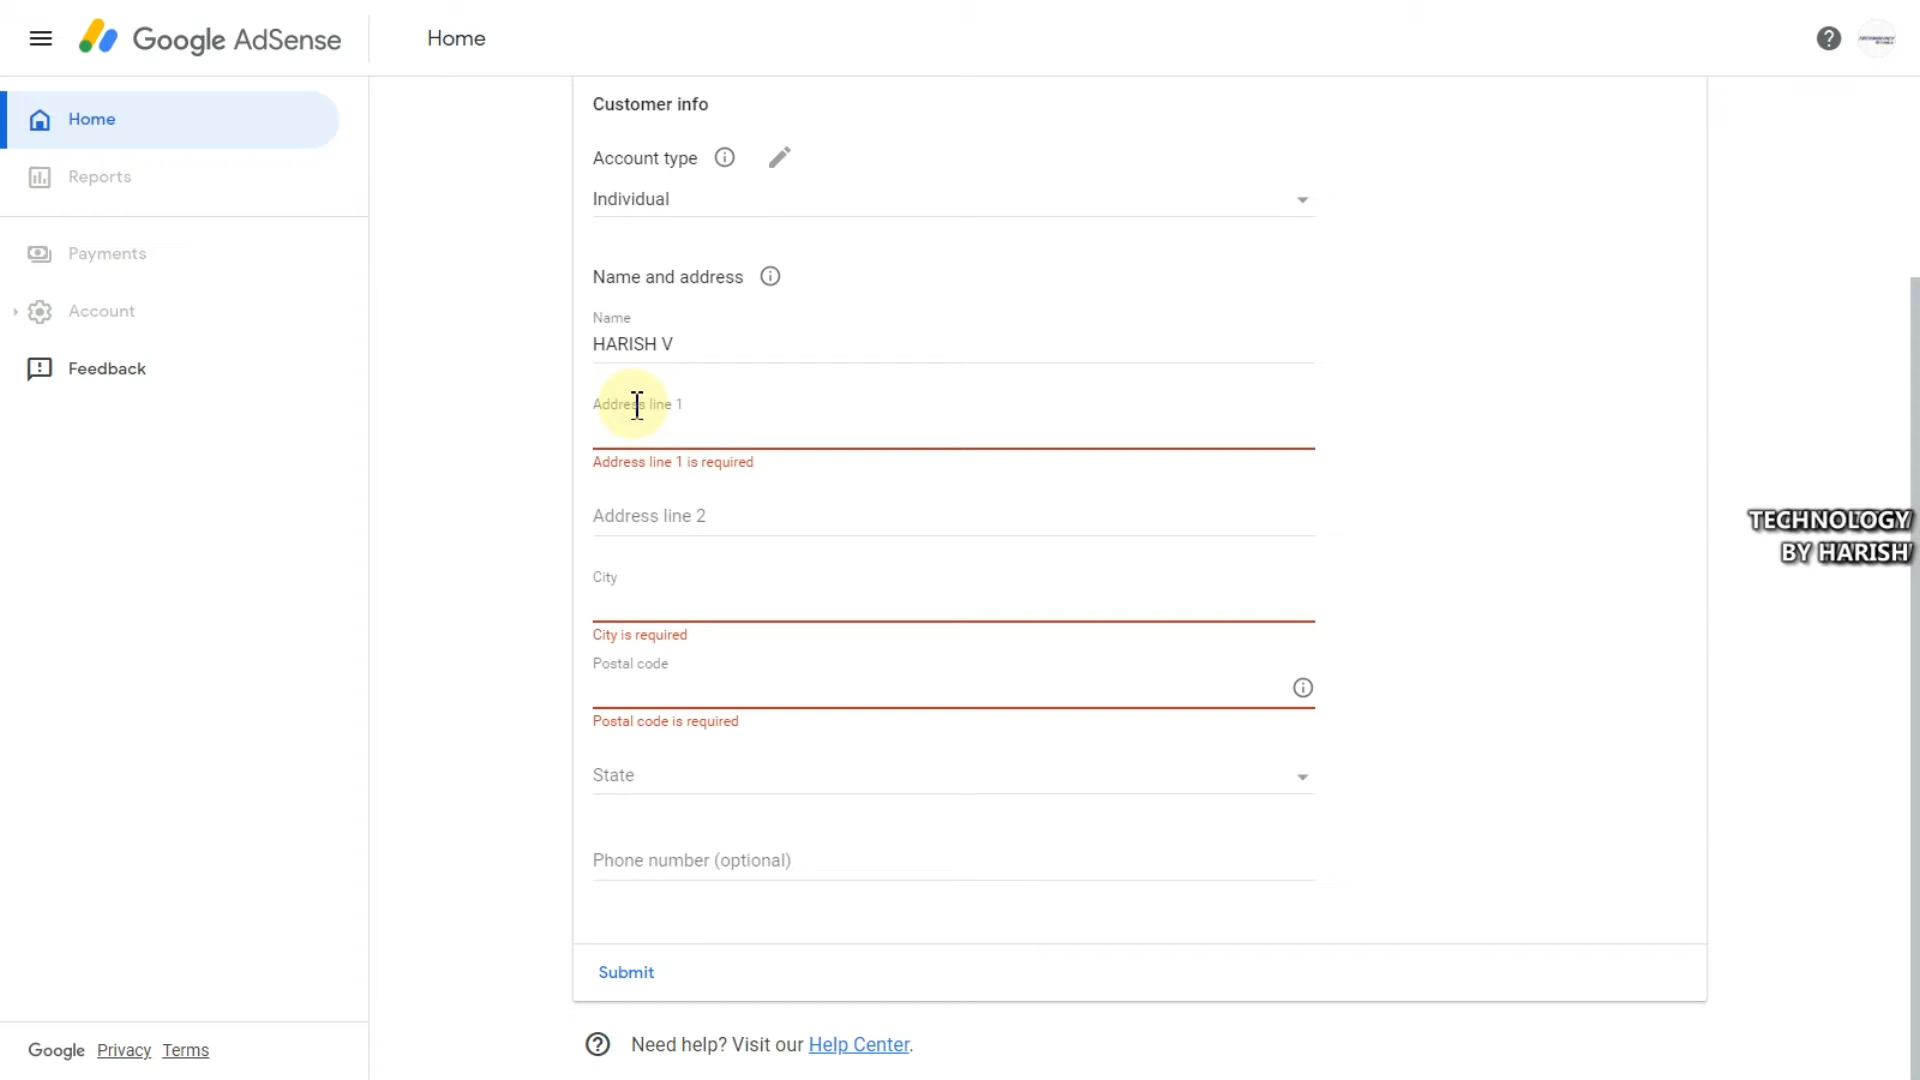 Google AdSense
Home
Home
Reports
Payments
Account
Feedback
Customer info
Account type
Individual
Name and address
Name
HARISH V
Address line 1
Address line 1 is required
Address line 2
City
City is required
Postal code
Postal code is required
State
Phone number (optional)
Submit
Need help? Visit our Help Center.
TECHNOLOGY
BY HARISH
Google Privacy Terms